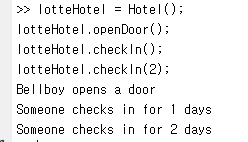 >> lotteHotel = Hotel();
lotteHotel.openDoor();
lotteHotel.checkIn();
lotteHotel.checkIn(2);
Bellboy opens a door
Someone checks in for 1 days
Someone checks in for 2 days